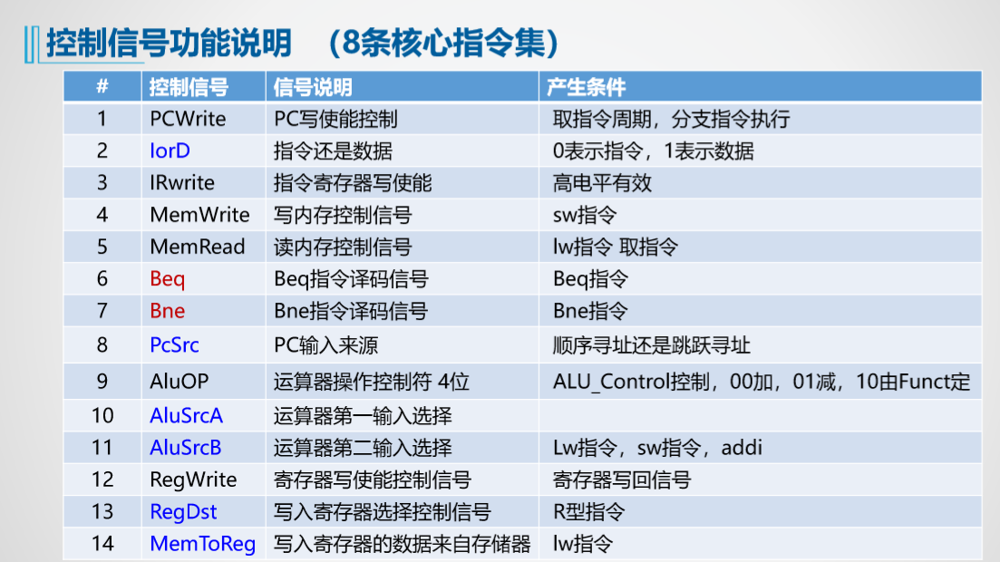 控制信号功能说明 （8条核心指令集）
# 控制信号 信号说明 产生条件
1 PCWrite PC写使能控制 取指令周期，分支指令执行
2 IorD 指令还是数据 0表示指令，1表示数据
3 IRwrite 指令寄存器写使能 高电平有效
4 MemWrite 写内存控制信号 sw指令
5 MemRead 读内存控制信号 lw指令 取指令
6 Beq Beq指令译码信号 Beq指令
7 Bne Bne指令译码信号 Bne指令
8 PcSrc PC输入来源 顺序寻址还是跳跃寻址
9 AluOP 运算器操作控制符 4位 ALU_Control控制，00加，01减，10由Funct定
10 AluSrcA 运算器第一输入选择
11 AluSrcB 运算器第二输入选择 Lw指令，sw指令，addi
12 RegWrite 寄存器写使能控制信号 寄存器写回信号
13 RegDst 写入寄存器选择控制信号 R型指令
14 MemToReg 写入寄存器的数据来自存储器 lw指令